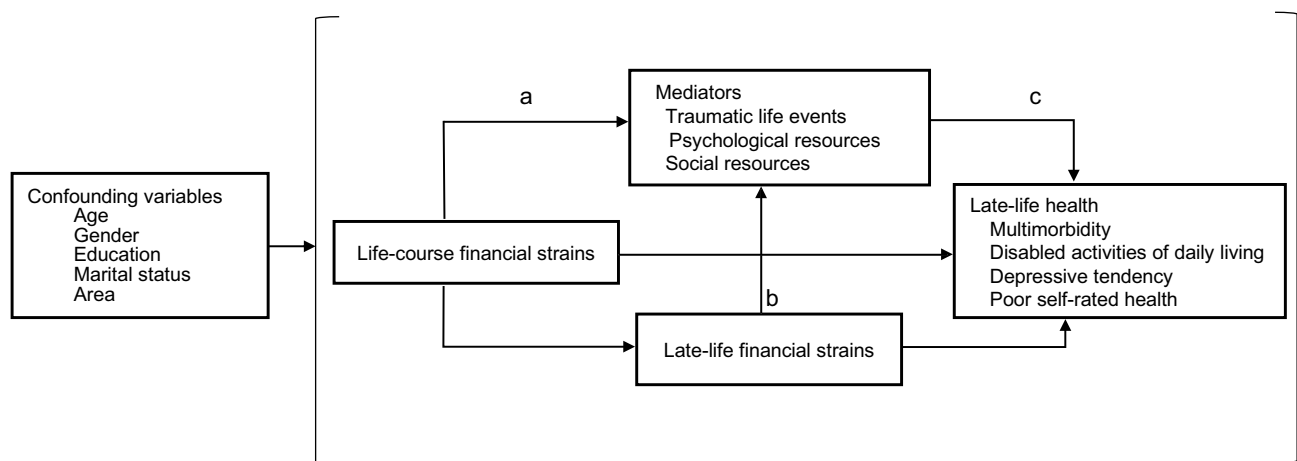 a
Mediators
Traumatic life events
Psychological resources
Social resources
c
Confounding variables
Age
Gender
Education
Marital status
Area
Life-course financial strains
Late-life health
Multimorbidity
Disabled activities of daily living
Depressive tendency
Poor self-rated health
b
Late-life financial strains